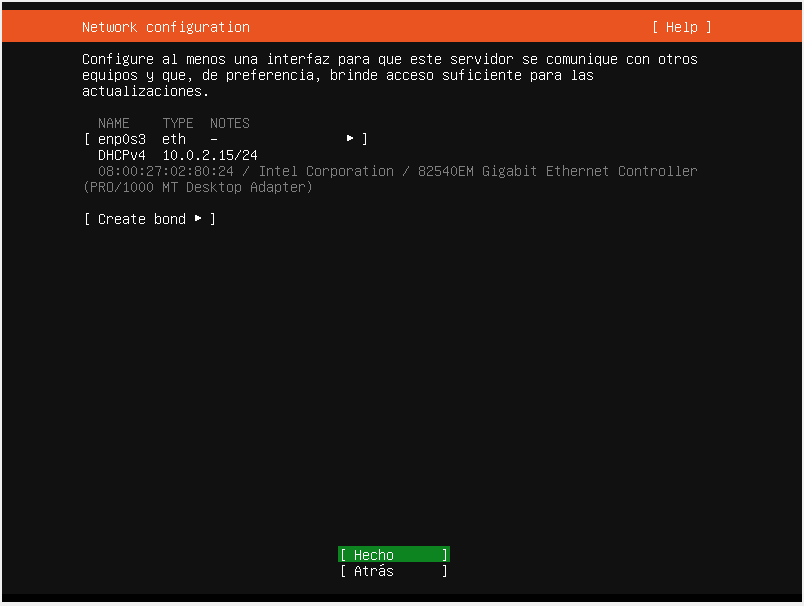 Network configuration [ Help ]
Configure al menos una interfaz para que este servidor se comunique con otros
equipos y que, de preferencia, brinde acceso suficiente para las
actualizaciones.
NAME TYPE NOTES
[ enp0s3 eth - ▸ ]
DHCPv4 10.0.2.15/24
08:00:27:02:80:24 / Intel Corporation / 82540EM Gigabit Ethernet Controller
(PRO/1000 MT Desktop Adapter)
[ Create bond ▸ ]
[ Hecho ]
[ Atrás ]